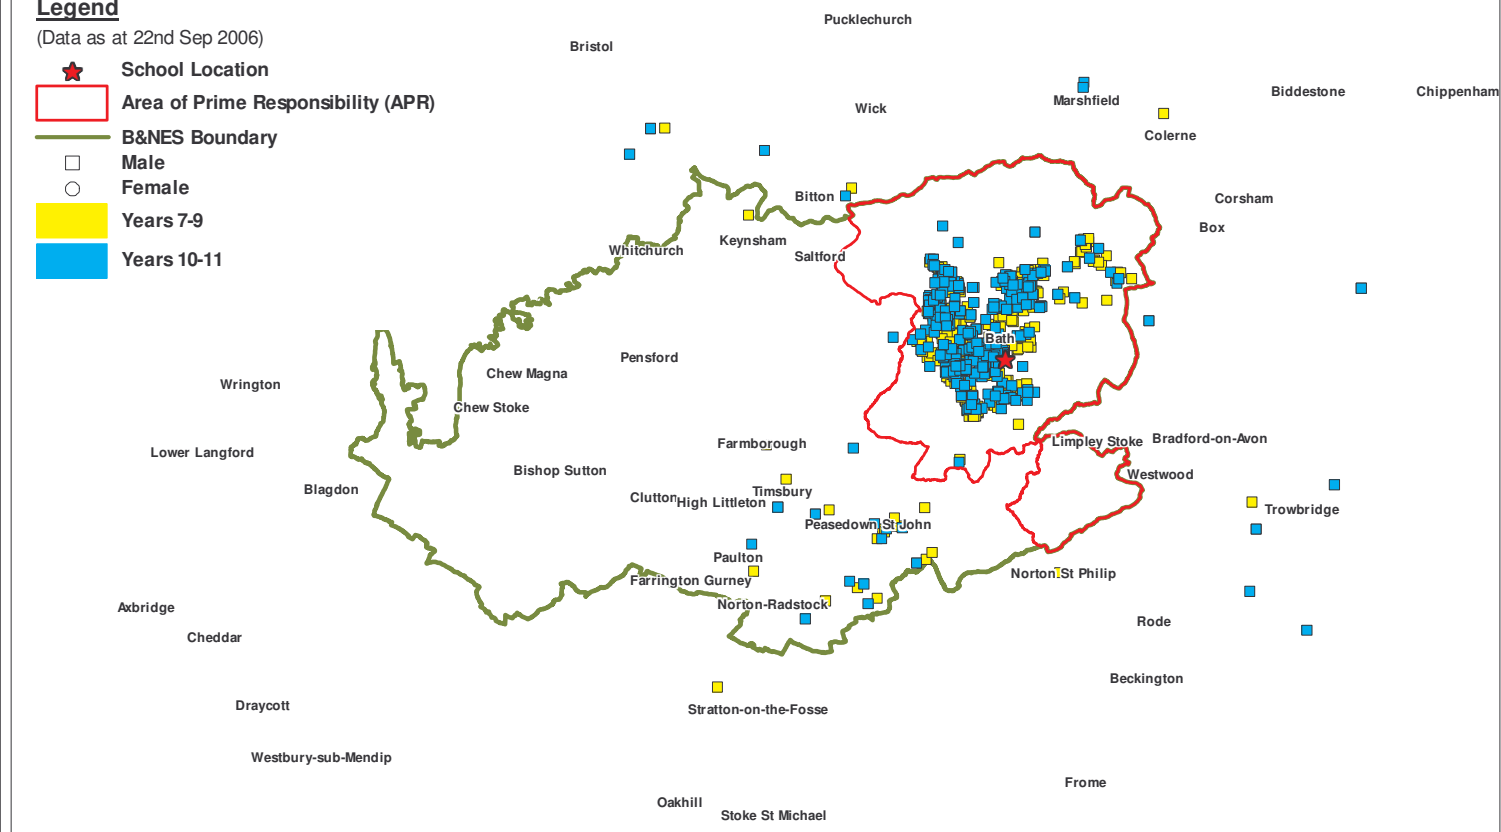 Legend
(Data as at 22nd Sep 2006)
School Location
Area of Prime Responsibility (APR)
B&NES Boundary
Male
Female
Years 7-9
Years 10-11
Pucklechurch
Bristol
Biddestone
Chippenham
Marshfield
Wick
Colerne
Bitton
Corsham
Box
Keynsham
Whitchurch
Saltford
Bath
Pensford
Chew Magna
Wrington
Chew Stoke
Bradford-on-Avon
Limpley Stoke
Farmborough
Lower Langford
Bishop Sutton
Westwood
Blagdon
Timsbury
Clutton
High Littleton
Trowbridge
Peasedown St John
Paulton
Norton St Philip
Farrington Gurney
Norton-Radstock
Axbridge
Rode
Cheddar
Beckington
Draycott
Stratton-on-the-Fosse
Westbury-sub-Mendip
Frome
Oakhill
Stoke St Michael